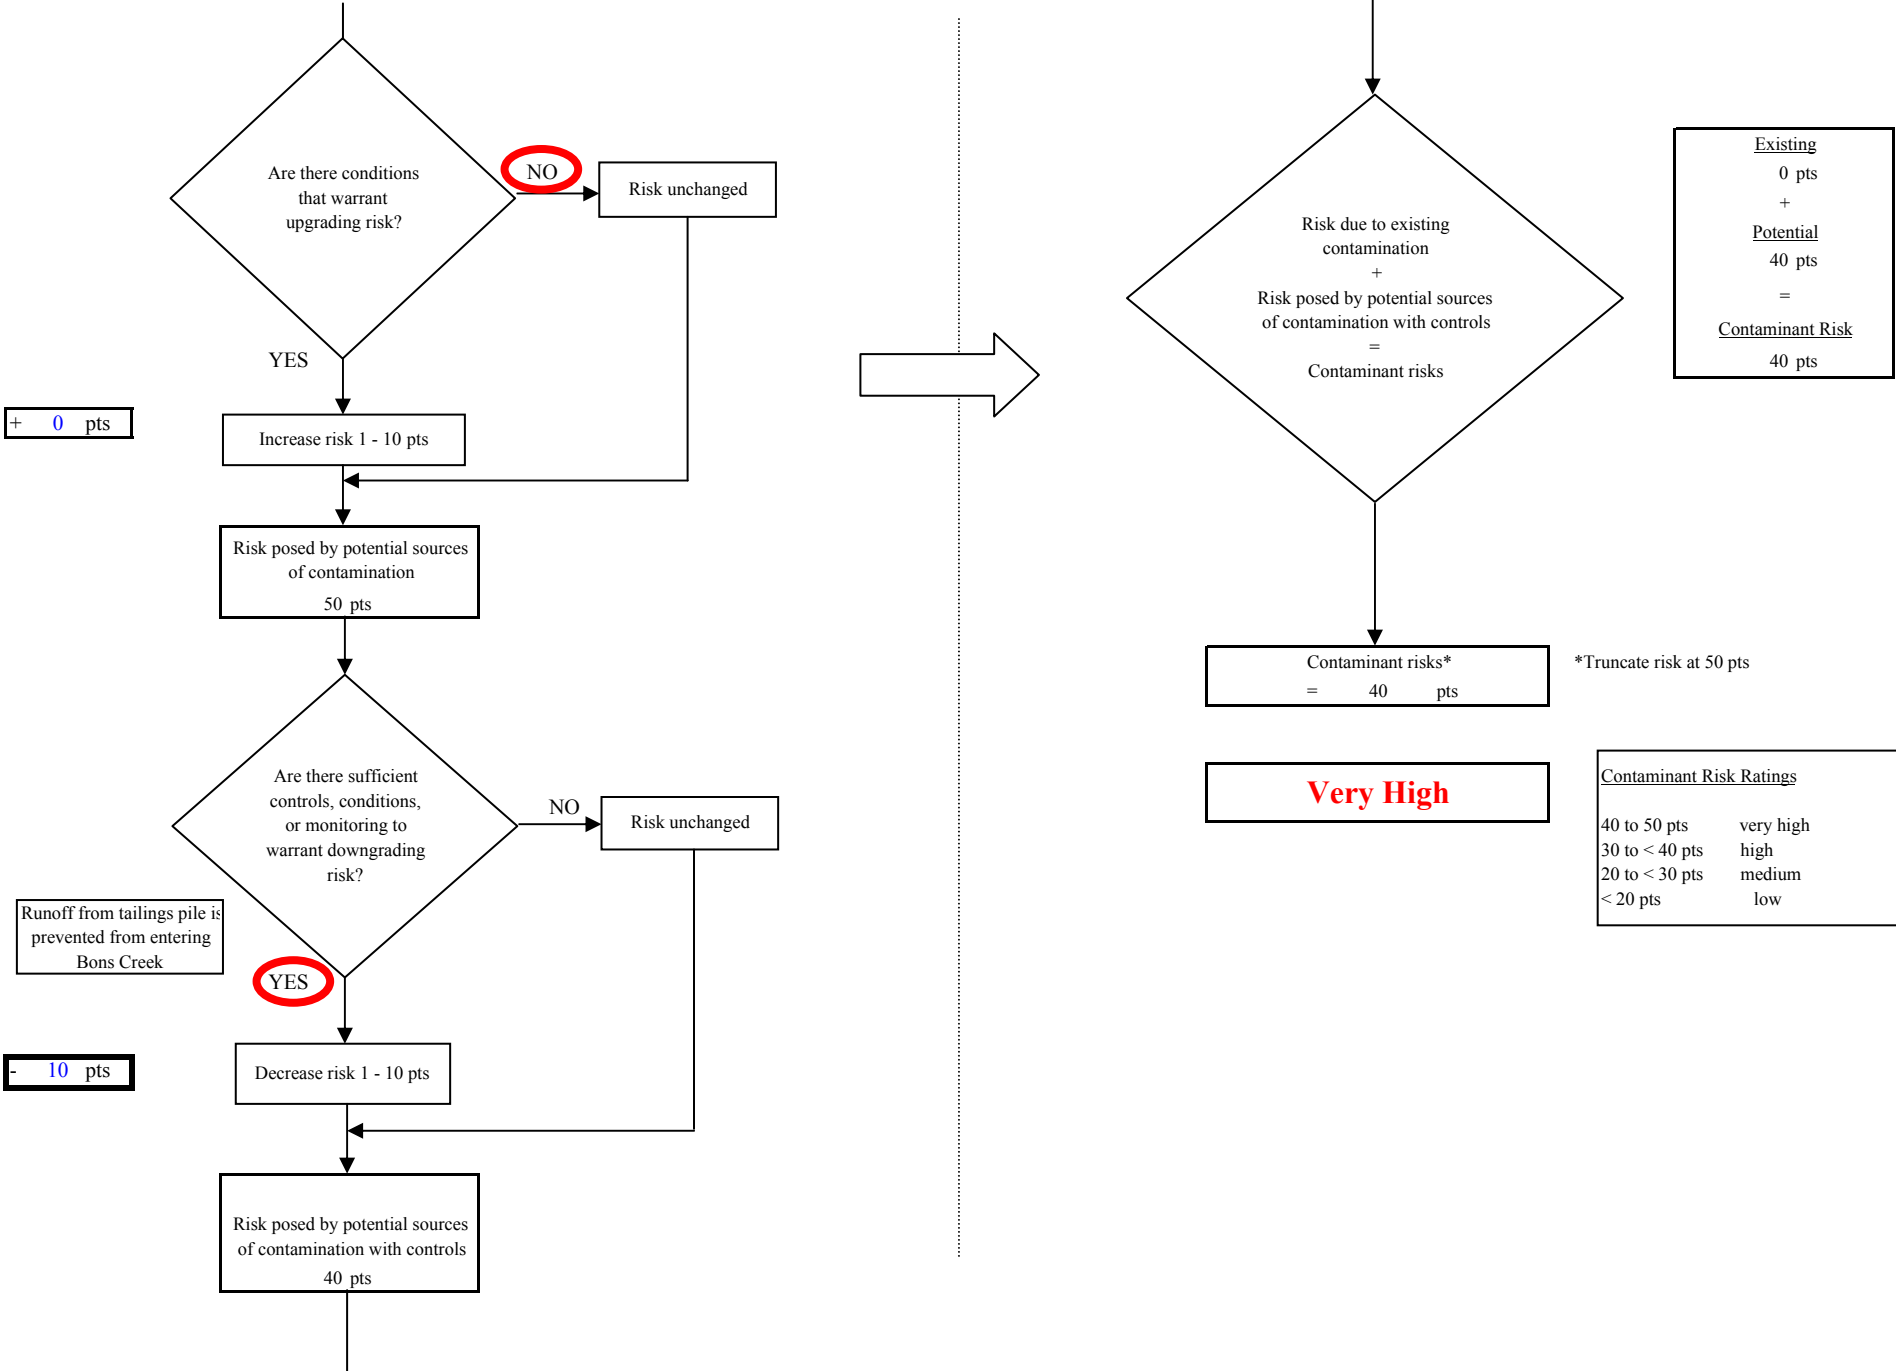 Are there conditions
that warrant
upgrading risk?
NO
Risk unchanged
YES
+ 0 pts
Increase risk 1 - 10 pts
Risk posed by potential sources
of contamination
50 pts
Are there sufficient
controls, conditions,
or monitoring to
warrant downgrading
risk?
NO
Risk unchanged
Runoff from tailings pile is
prevented from entering
Bons Creek
YES
- 10 pts
Decrease risk 1 - 10 pts
Risk posed by potential sources
of contamination with controls
40 pts
Risk due to existing
contamination
+
Risk posed by potential sources
of contamination with controls
=
Contaminant risks
Existing
0 pts
+
Potential
40 pts
=
Contaminant Risk
40 pts
Contaminant risks*
= 40 pts
*Truncate risk at 50 pts
Very High
Contaminant Risk Ratings
40 to 50 pts very high
30 to < 40 pts high
20 to < 30 pts medium
< 20 pts low